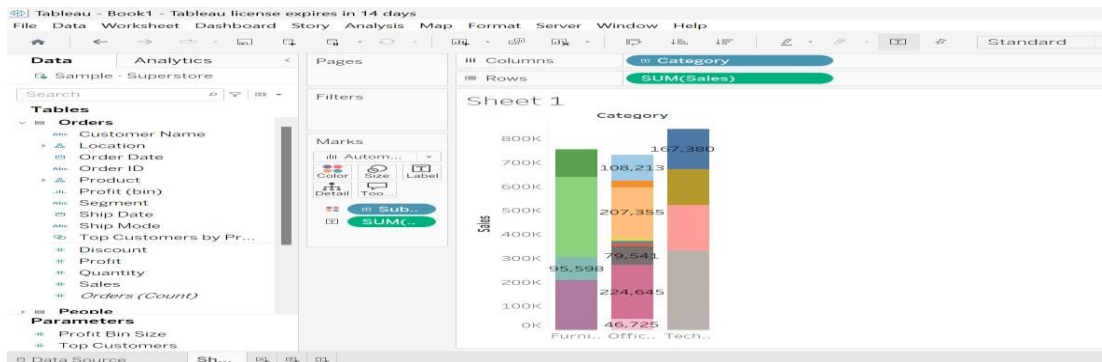 Tableau - Book1 - Tableau license expires in 14 days
File Data Worksheet Dashboard Story Analysis Map Format Server Window Help
Standard
Data Analytics
Sample - Superstore
Search
Tables
Orders
Abc Customer Name
Location
Order Date
Abc Order ID
Product
Profit (bin)
Abc Segment
Ship Date
Abc Ship Mode
Top Customers by Pr...
Discount
Profit
Quantity
Sales
Orders (Count)
People
Parameters
Profit Bin Size
Top Customers
Data Source Sh...
Pages
Filters
Marks
Autom...
Color Size Label
Detail Too...
Sub..
SUM(..
Columns Category
Rows SUM(Sales)
Sheet 1
Category
Sales
800K
700K
600K
500K
400K
300K
200K
100K
0K
167,380
108,213
207,355
79,541
95,598
224,645
46,725
Furni.. Offic.. Tech..